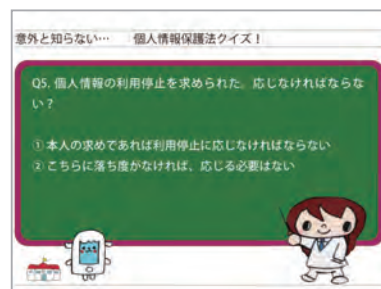 意外と知らない… 個人情報保護法クイズ！
Q5. 個人情報の利用停止を求められた。応じなければならな
い？
① 本人の求めであれば利用停止に応じなければならない
② こちらに落ち度がなければ、応じる必要はない